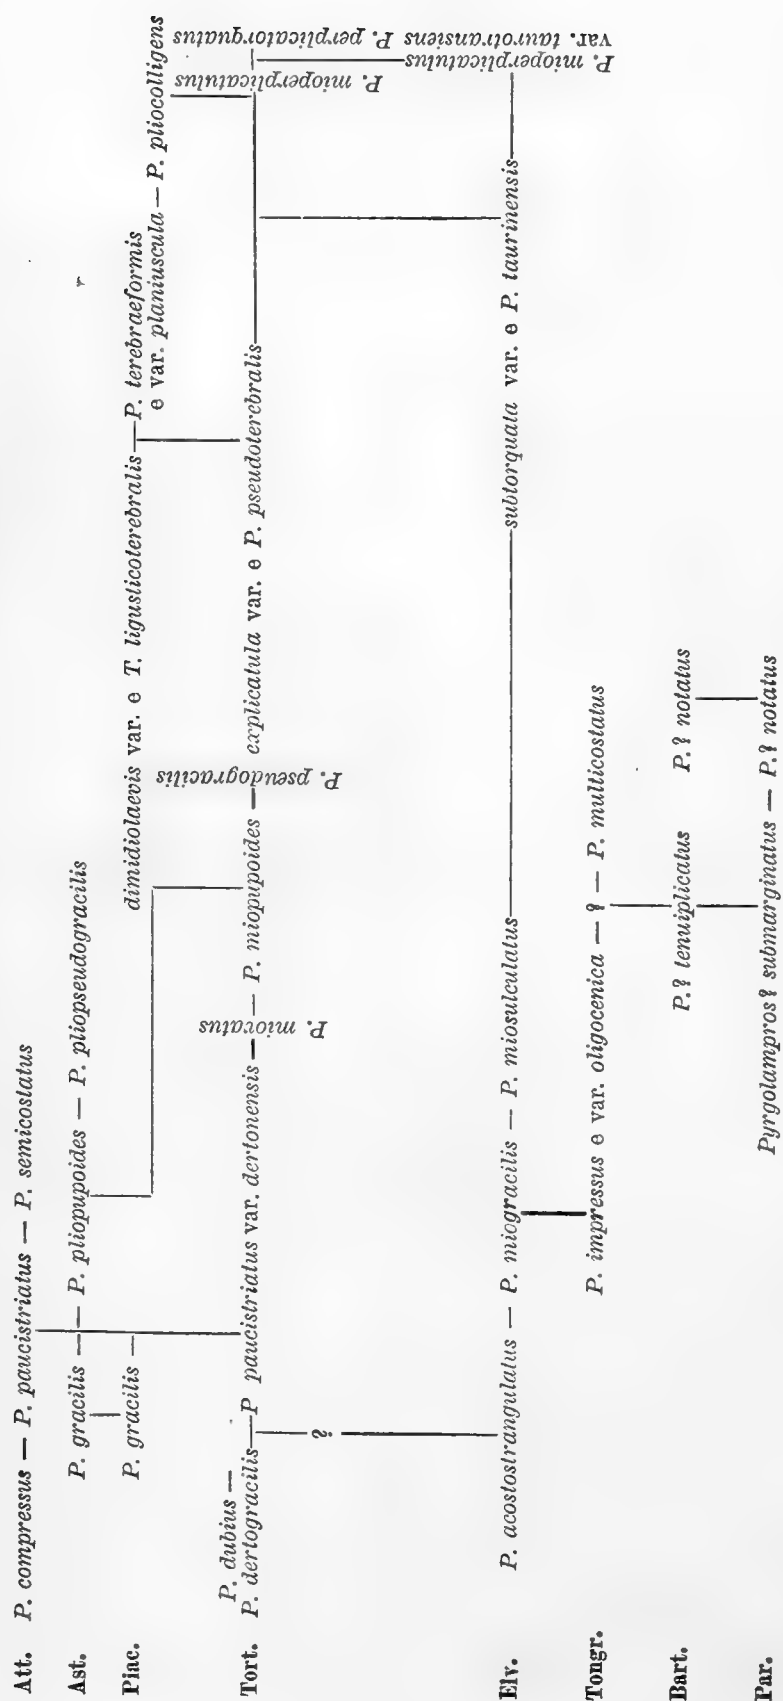 Att. P. compressus — P. paucistriatus — P. semicostatus
Ast. P. gracilis — P. pliopupoides — P. pliopseudogracilis
Piac. P. gracilis — dimidiolaevis var. e T. ligusticoterebralis — P. terebraeformis
e var. planiuscula — P. pliocolligens
P. dubius —
Tort. P. dertogracilis — P paucistriatus var. dertonensis — P. miopupoides — explicatula var. e P. pseudoterebralis
P. miovatus
P. pseudogracilis
P. mioperplicatulus
var. taurotransiens P. perplicatorquatus
P. mioperplicatulus
?
Elv. P. acostostrangulatus — P. miogracilis — P. miosulculatus — subtorquata var. e P. taurinensis
Tongr. P. impressus e var. oligocenica — ? — P. multicostatus
Bart. P.? tenuiplicatus P.? notatus
Par. Pyrgolampros? submarginatus — P.? notatus